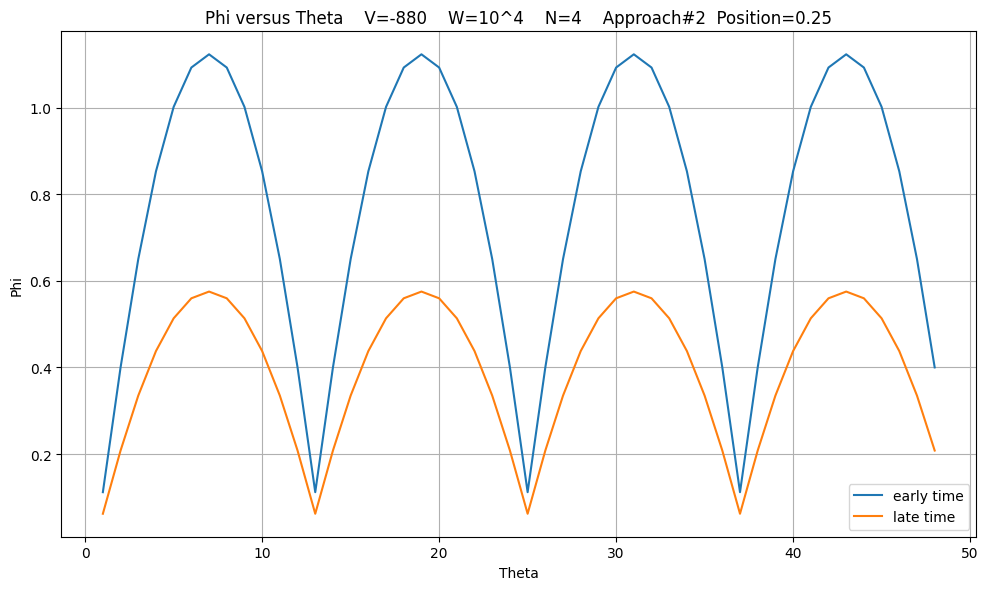 Phi versus Theta    V=-880    W=10^4    N=4    Approach#2  Position=0.25
Phi
1.0
0.8
0.6
0.4
0.2
0
10
20
30
40
50
Theta
early time
late time